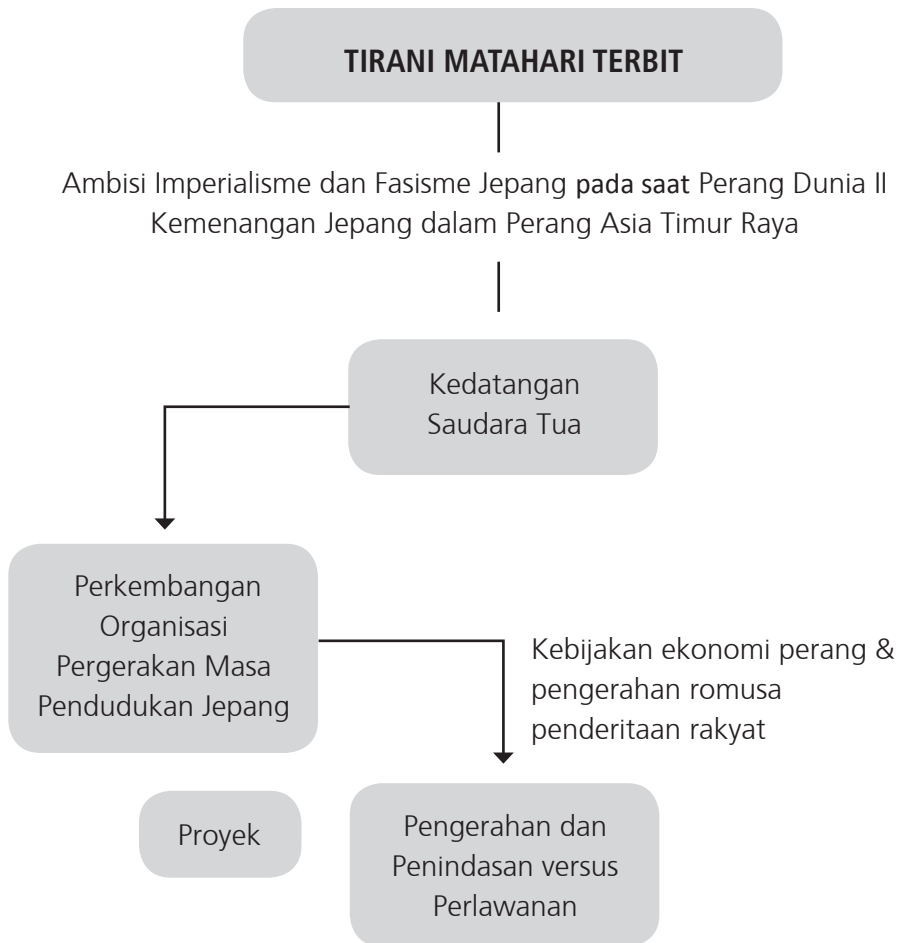 TIRANI MATAHARI TERBIT
Ambisi Imperialisme dan Fasisme Jepang pada saat Perang Dunia II
Kemenangan Jepang dalam Perang Asia Timur Raya
Kedatangan
Saudara Tua
Perkembangan
Organisasi
Pergerakan Masa
Pendudukan Jepang
Kebijakan ekonomi perang &
pengerahan romusa
penderitaan rakyat
Proyek
Pengerahan dan
Penindasan versus
Perlawanan